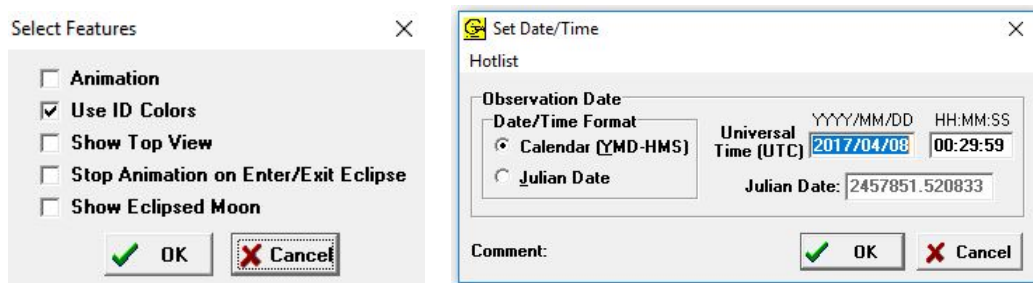 Select Features
Animation
Use ID Colors
Show Top View
Stop Animation on Enter/Exit Eclipse
Show Eclipsed Moon
OK
Cancel
Set Date/Time
Hotlist
Observation Date
Date/Time Format
Calendar (YMD-HMS)
Julian Date
YYYY/MM/DD HH:MM:SS
Universal
Time (UTC) 2017/04/08 00:29:59
Julian Date: 2457851.520833
Comment:
OK
Cancel